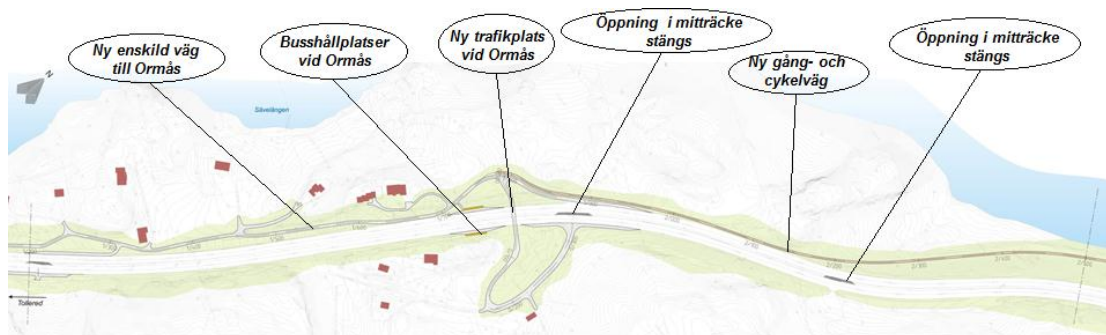 Ny enskild väg
till Ormås
Busshållplatser
vid Ormås
Ny trafikplats
vid Ormås
Öppning i mitträcke
stängs
Ny gång- och
cykelväg
Öppning i mitträcke
stängs
N
Sävelången
Tollered